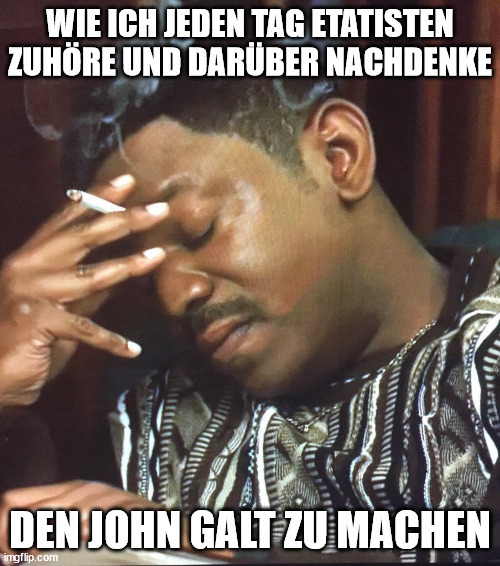 WIE ICH JEDEN TAG ETATISTEN
ZUHÖRE UND DARÜBER NACHDENKE
DEN JOHN GALT ZU MACHEN
imgflip.com